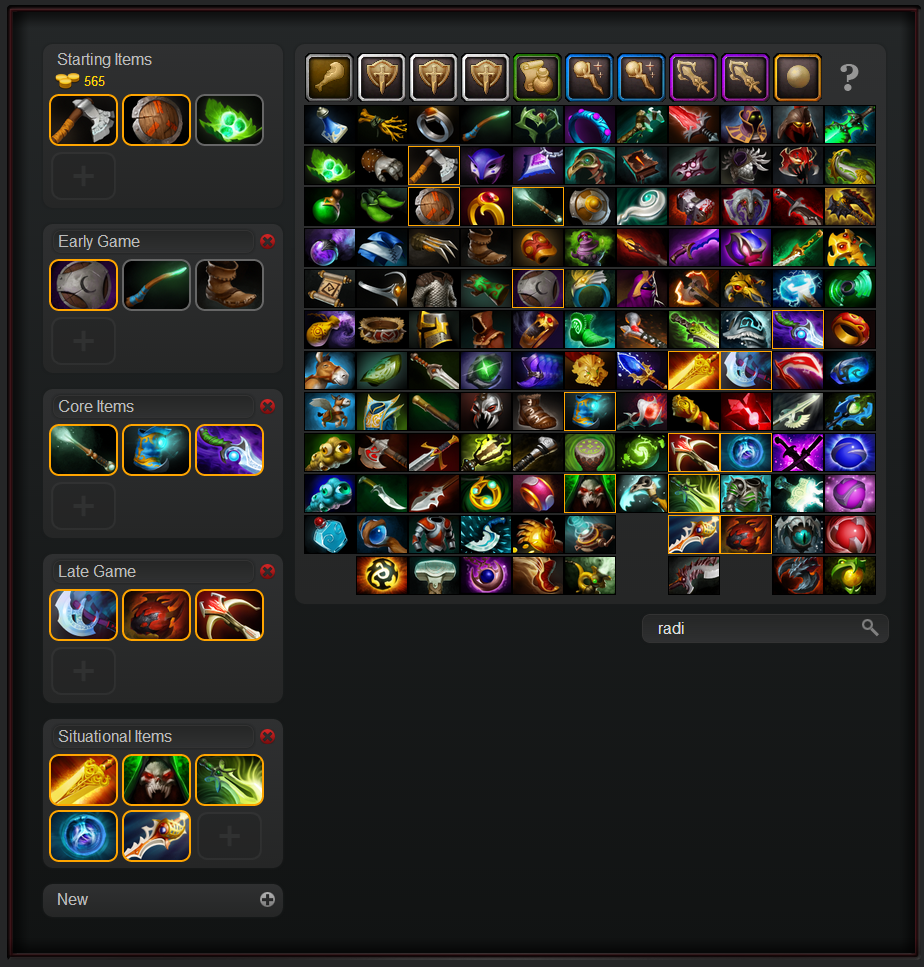 Starting Items
565
Early Game
Core Items
Late Game
Situational Items
New
?
radi